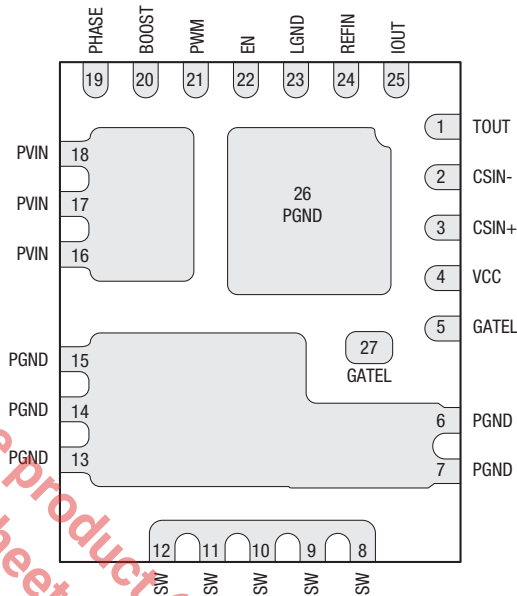 PHASE BOOST PWM EN LGND REFIN IOUT
19 20 21 22 23 24 25
1 TOUT
PVIN 18
2 CSIN-
26
PGND
PVIN 17
3 CSIN+
PVIN 16
4 VCC
5 GATEL
27
GATEL
PGND 15
PGND 14
6 PGND
PGND 13
7 PGND
12 11 10 9 8
SW SW SW SW SW